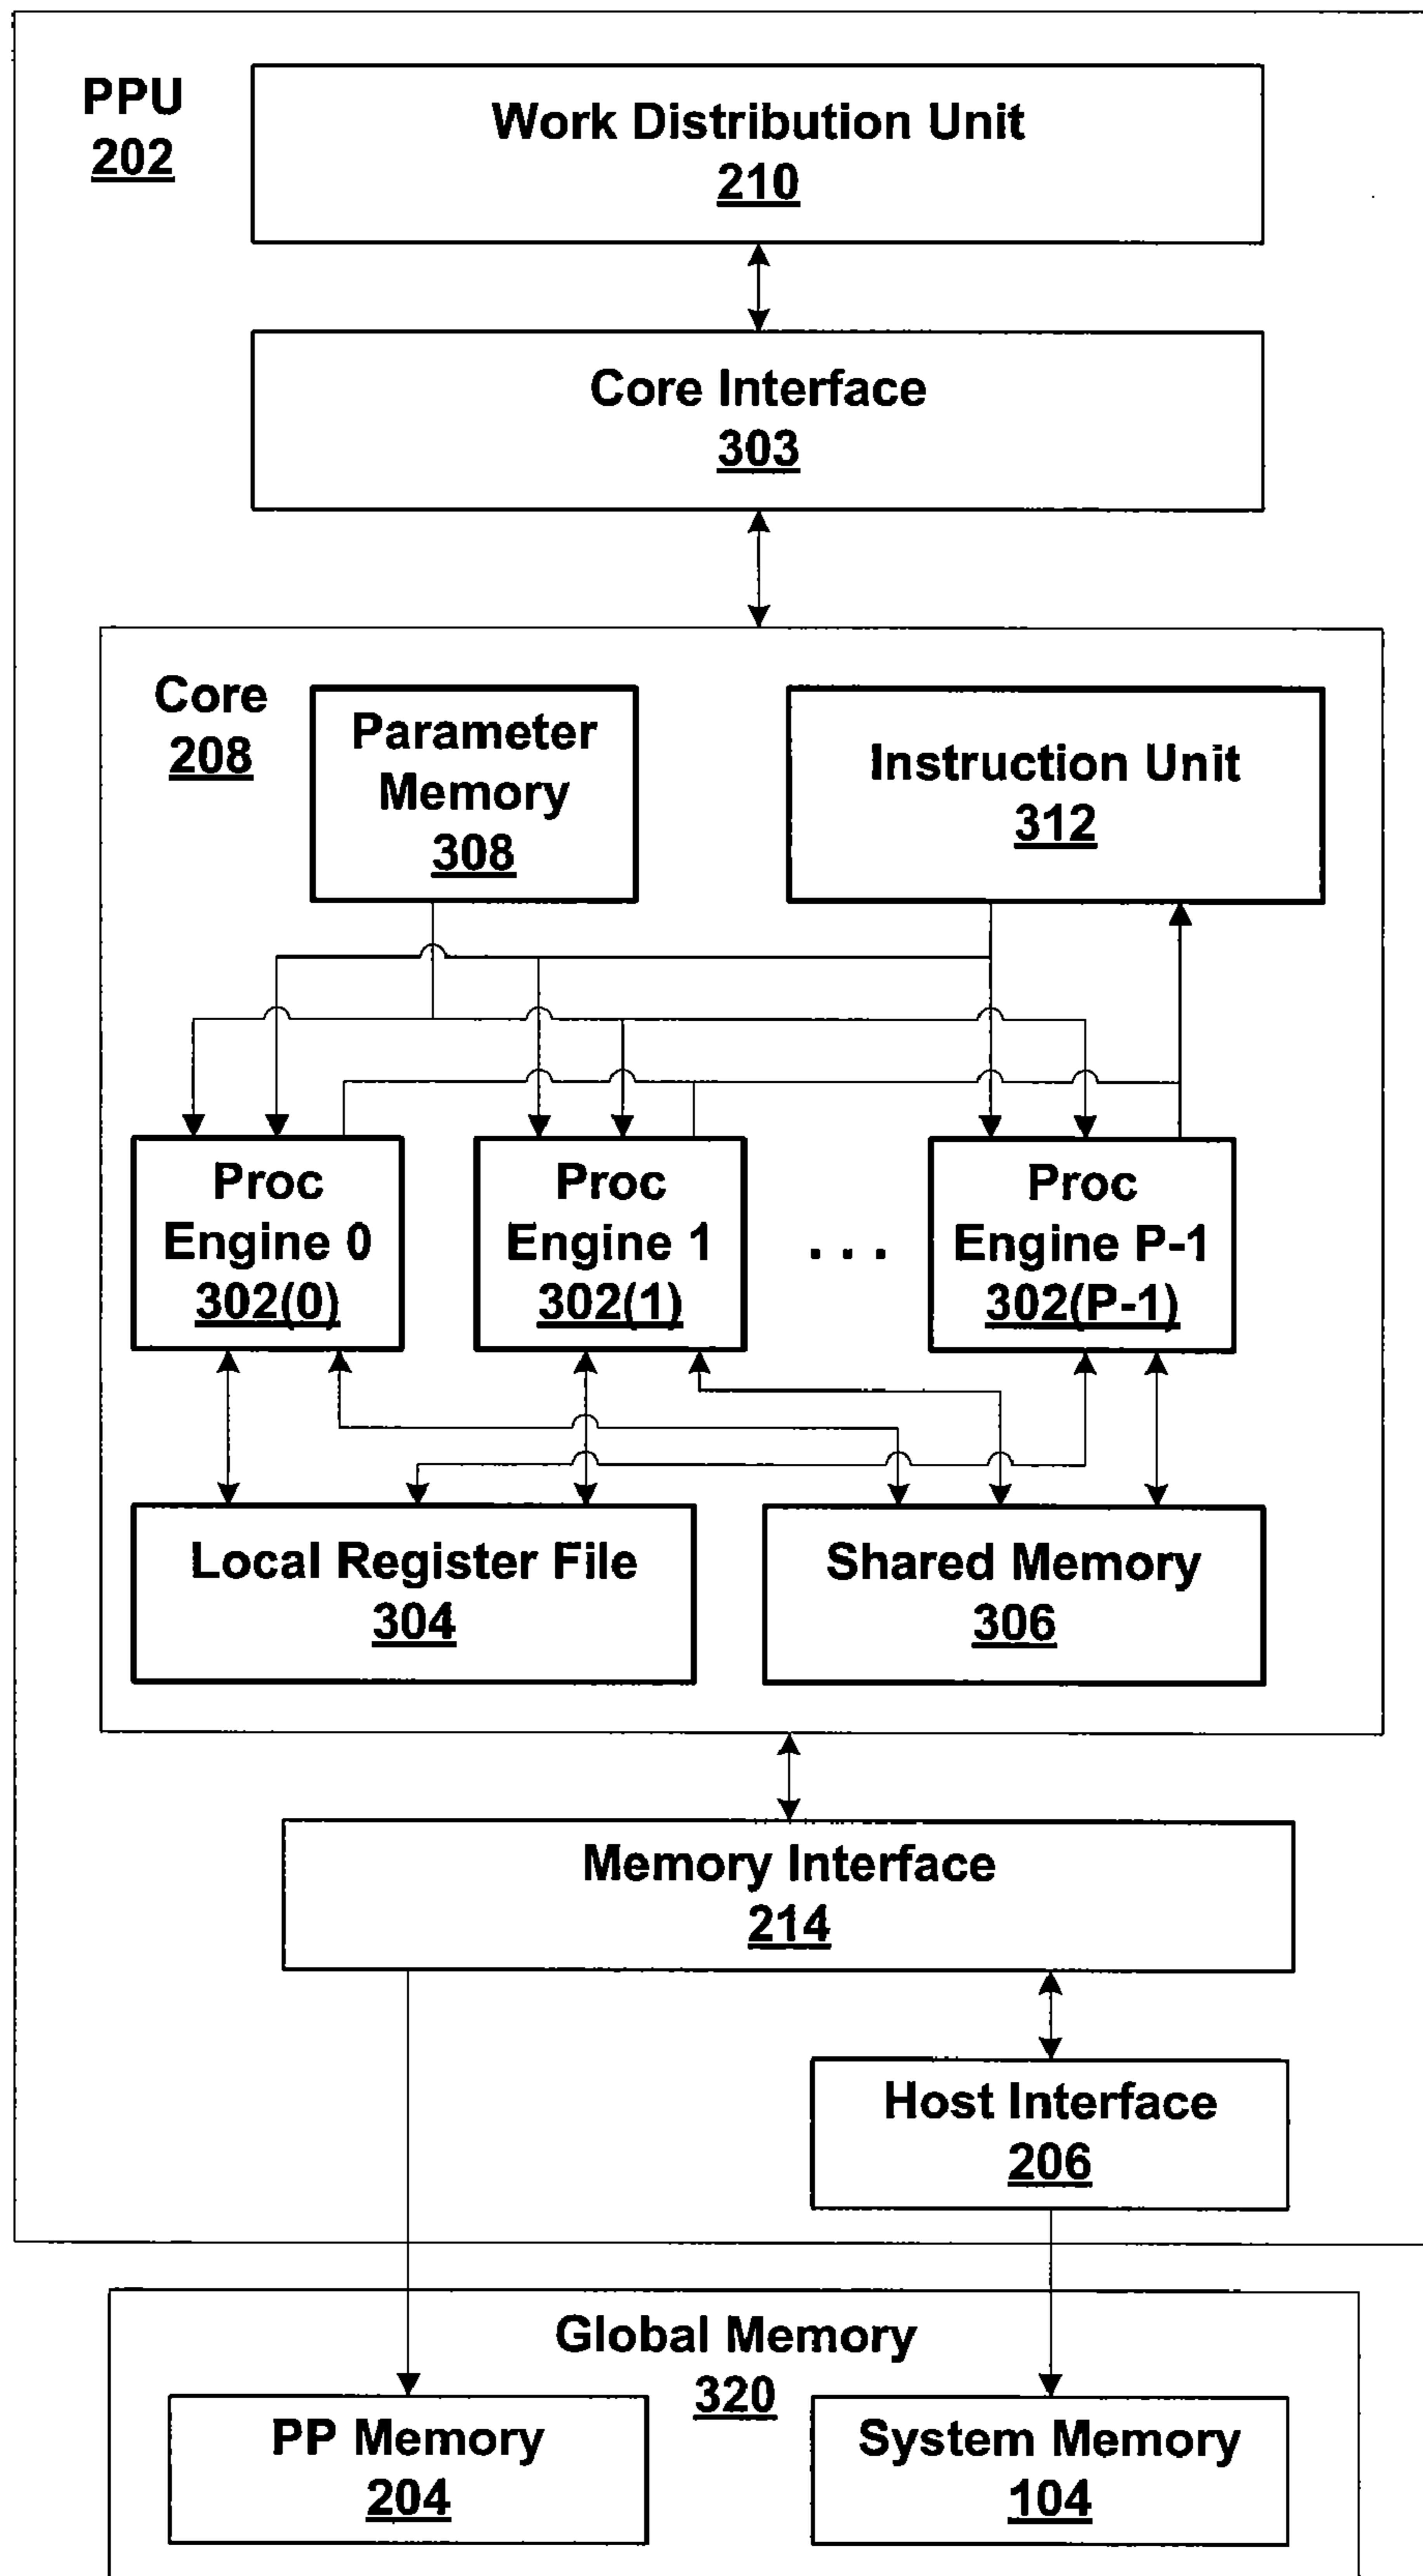 PPU
202
Work Distribution Unit
210
Core Interface
303
Core
208
Parameter
Memory
308
Instruction Unit
312
Proc
Engine 0
302(0)
Proc
Engine 1
302(1)
. . .
Proc
Engine P-1
302(P-1)
Local Register File
304
Shared Memory
306
Memory Interface
214
Host Interface
206
Global Memory
320
PP Memory
204
System Memory
104